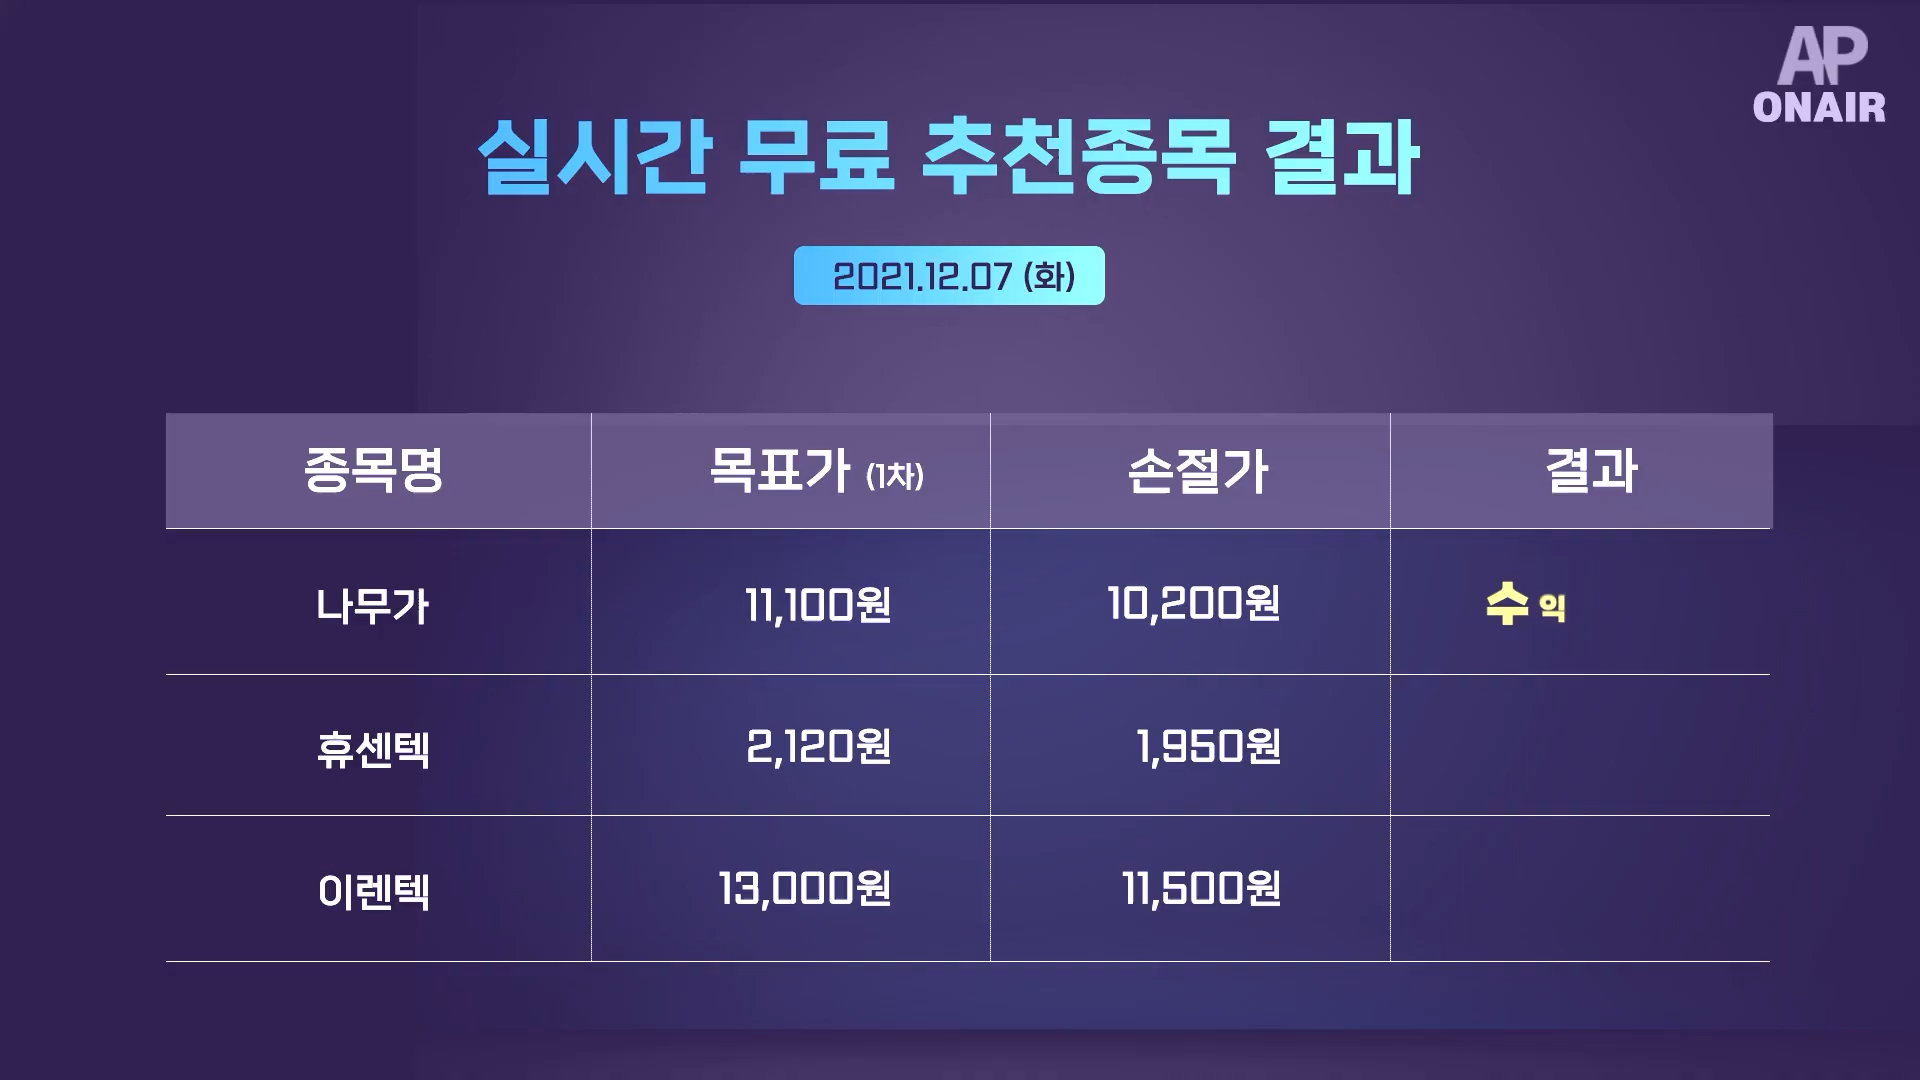 AP
ONAIR
실시간 무료 추천종목 결과
2021.12.07 (화)
종목명 목표가 (1차) 손절가 결과
나무가 11,100원 10,200원 수익
휴센텍 2,120원 1,950원
이렌텍 13,000원 11,500원